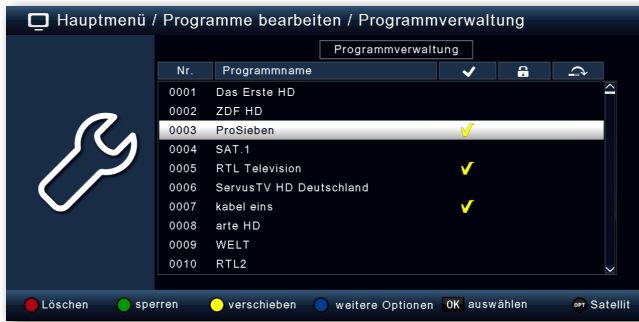 Hauptmenü / Programme bearbeiten / Programmverwaltung
Programmverwaltung
Nr. Programmname
0001 Das Erste HD
0002 ZDF HD
0003 ProSieben
0004 SAT.1
0005 RTL Television
0006 ServusTV HD Deutschland
0007 kabel eins
0008 arte HD
0009 WELT
0010 RTL2
Löschen sperren verschieben weitere Optionen OK auswählen OPT Satellit